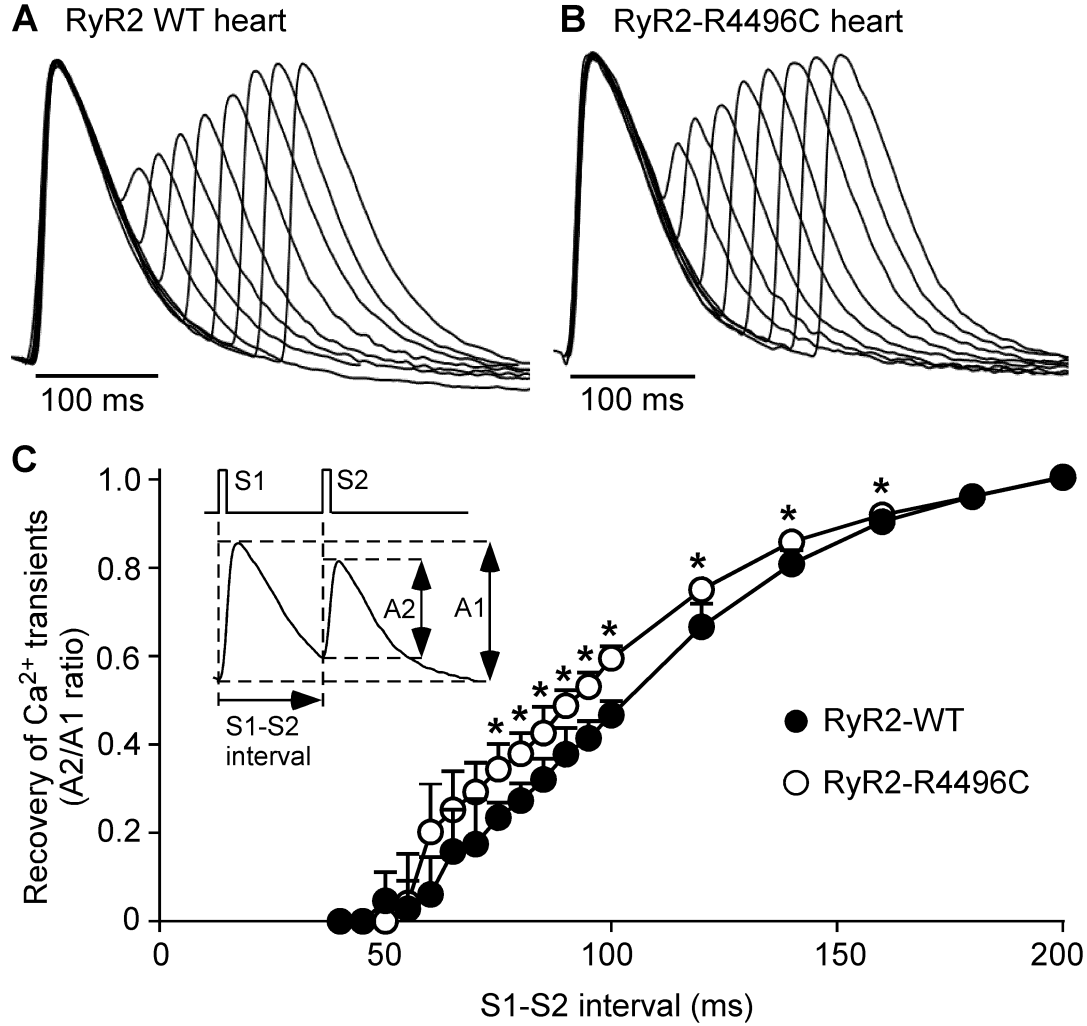 A RyR2 WT heart
B RyR2-R4496C heart
100 ms
100 ms
C
Recovery of Ca²⁺ transients
(A2/A1 ratio)
1.0
0.8
0.6
0.4
0.2
0
S1
S2
A2
A1
S1-S2
interval
* * * * * * * * *
RyR2-WT
RyR2-R4496C
0
50
100
150
200
S1-S2 interval (ms)